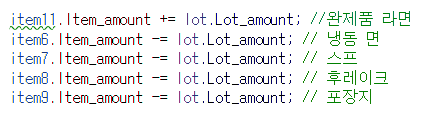 item11.Item_amount += lot.Lot_amount; //완제품 라면
item6.Item_amount -= lot.Lot_amount; // 냉동 면
item7.Item_amount -= lot.Lot_amount; // 스프
item8.Item_amount -= lot.Lot_amount; // 후레이크
item9.Item_amount -= lot.Lot_amount; // 포장지